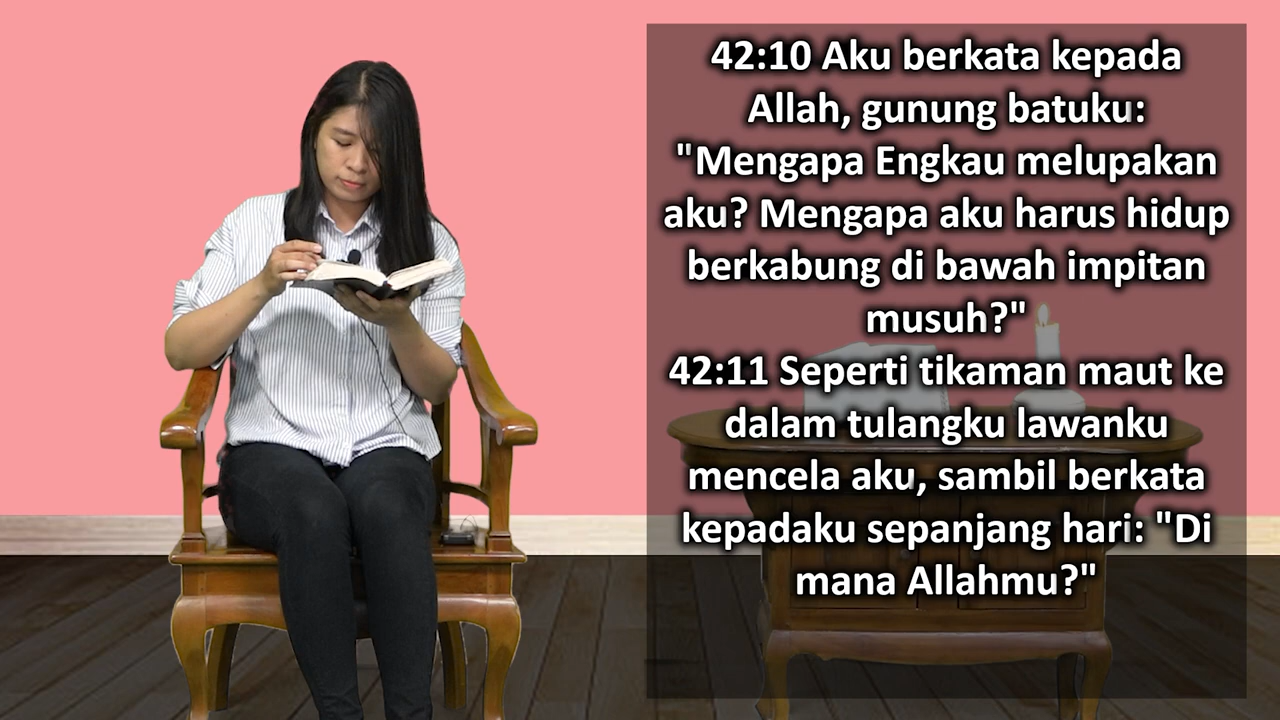 42:10 Aku berkata kepada
Allah, gunung batuku:
"Mengapa Engkau melupakan
aku? Mengapa aku harus hidup
berkabung di bawah impitan
musuh?"
42:11 Seperti tikaman maut ke
dalam tulangku lawanku
mencela aku, sambil berkata
kepadaku sepanjang hari: "Di
mana Allahmu?"